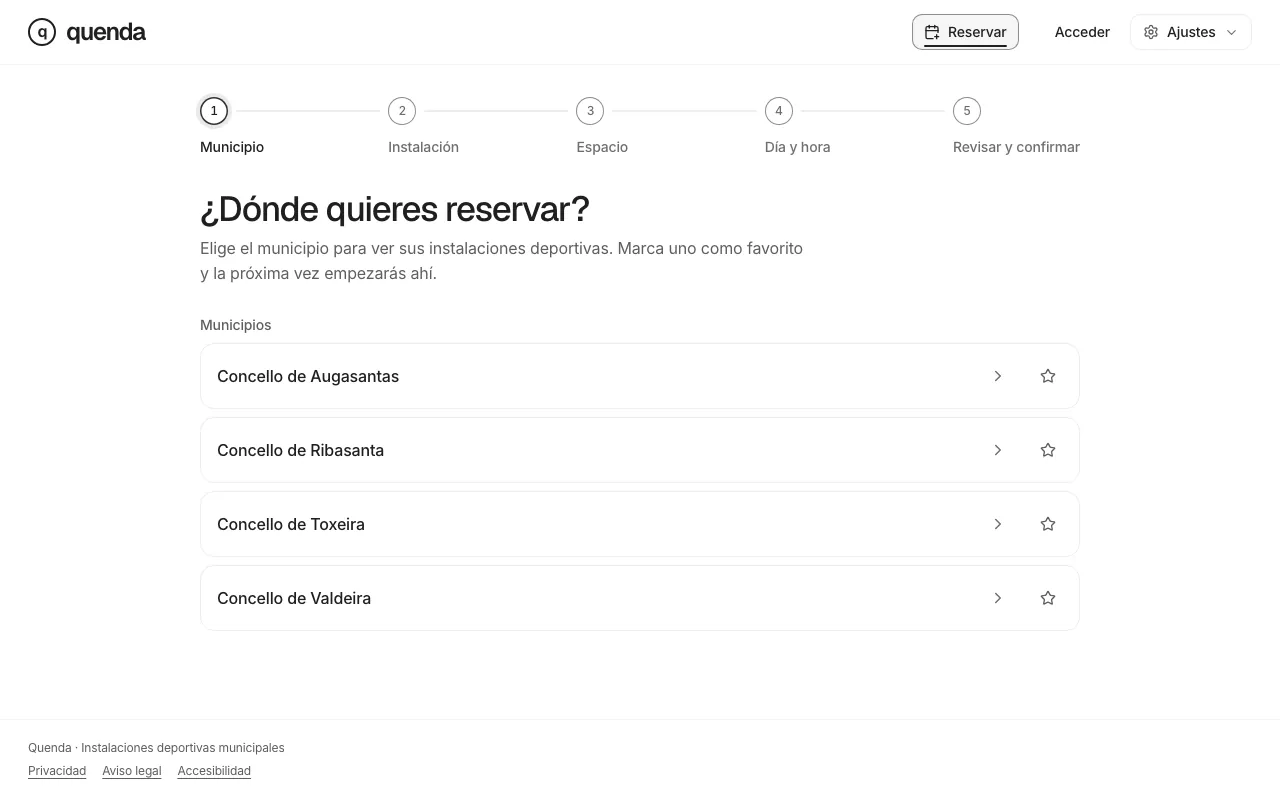 q quenda
Reservar
Acceder
Ajustes
1
2
3
4
5
Municipio
Instalación
Espacio
Día y hora
Revisar y confirmar
¿Dónde quieres reservar?
Elige el municipio para ver sus instalaciones deportivas. Marca uno como favorito
y la próxima vez empezarás ahí.
Municipios
Concello de Augasantas
Concello de Ribasanta
Concello de Toxeira
Concello de Valdeira
Quenda · Instalaciones deportivas municipales
Privacidad Aviso legal Accesibilidad